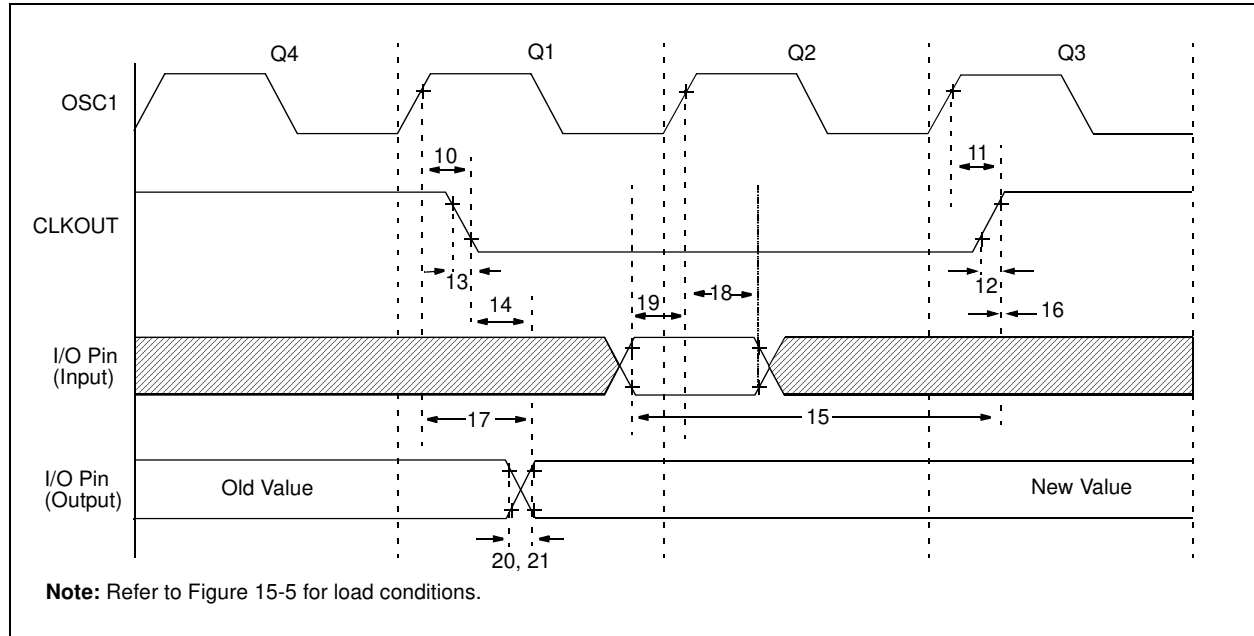 Q4
Q1
Q2
Q3
OSC1
10
11
CLKOUT
13
12
14
19
18
16
I/O Pin
(Input)
17
15
I/O Pin
(Output)
Old Value
New Value
20, 21
Note: Refer to Figure 15-5 for load conditions.